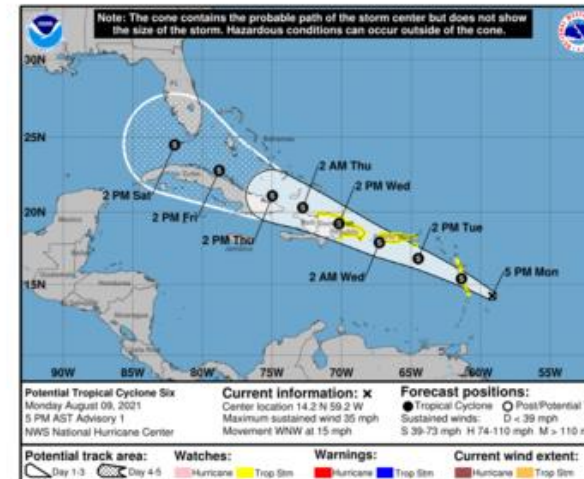 Note: The cone contains the probable path of the storm center but does not show
the size of the storm. Hazardous conditions can occur outside of the cone.
30N
FL
25N
Bahamas
2 AM Thu
2 PM Wed
2 PM Sat
20N
Mexico
2 PM Fri
2 PM Tue
2 PM Thu
Jamaica
5 PM Mon
2 AM Wed
15N
90W 85W 80W 75W 70W 65W 60W 55W
Potential Tropical Cyclone Six
Monday August 09, 2021
5 PM AST Advisory 1
NWS National Hurricane Center
Current information: x
Center location 14.2 N 59.2 W
Maximum sustained wind 35 mph
Movement WNW at 15 mph
Forecast positions:
Tropical Cyclone Post/Potential
Sustained winds: D < 39 mph
S 39-73 mph H 74-110 mph M > 110 m
Potential track area:
Day 1-3 Day 4-5
Watches:
Hurricane Trop Stm
Warnings:
Hurricane Trop Stm
Current wind extent:
Hurricane Trop Stm